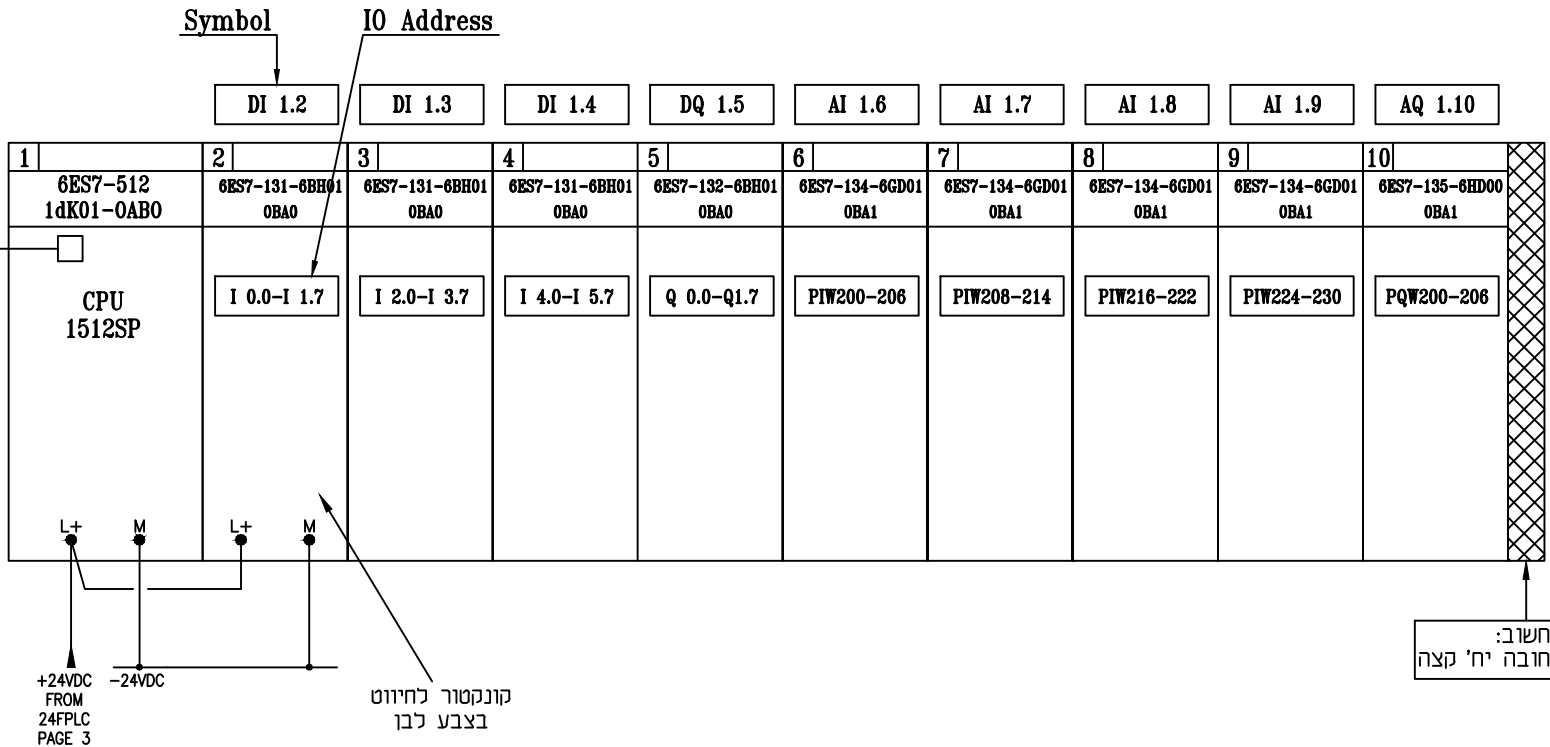 Symbol
IO Address
DI 1.2
DI 1.3
DI 1.4
DQ 1.5
AI 1.6
AI 1.7
AI 1.8
AI 1.9
AQ 1.10
1
2
3
4
5
6
7
8
9
10
6ES7-512
1dK01-0AB0
6ES7-131-6BH01
0BA0
6ES7-131-6BH01
0BA0
6ES7-131-6BH01
0BA0
6ES7-132-6BH01
0BA0
6ES7-134-6GD01
0BA1
6ES7-134-6GD01
0BA1
6ES7-134-6GD01
0BA1
6ES7-134-6GD01
0BA1
6ES7-135-6HD00
0BA1
CPU
1512SP
I 0.0-I 1.7
I 2.0-I 3.7
I 4.0-I 5.7
Q 0.0-Q1.7
PIW200-206
PIW208-214
PIW216-222
PIW224-230
PQW200-206
L+
M
L+
M
+24VDC
FROM
24FPLC
PAGE 3
-24VDC
קונקטור לחיווט
בצבע לבן
חשוב:
חובה יח' קצה